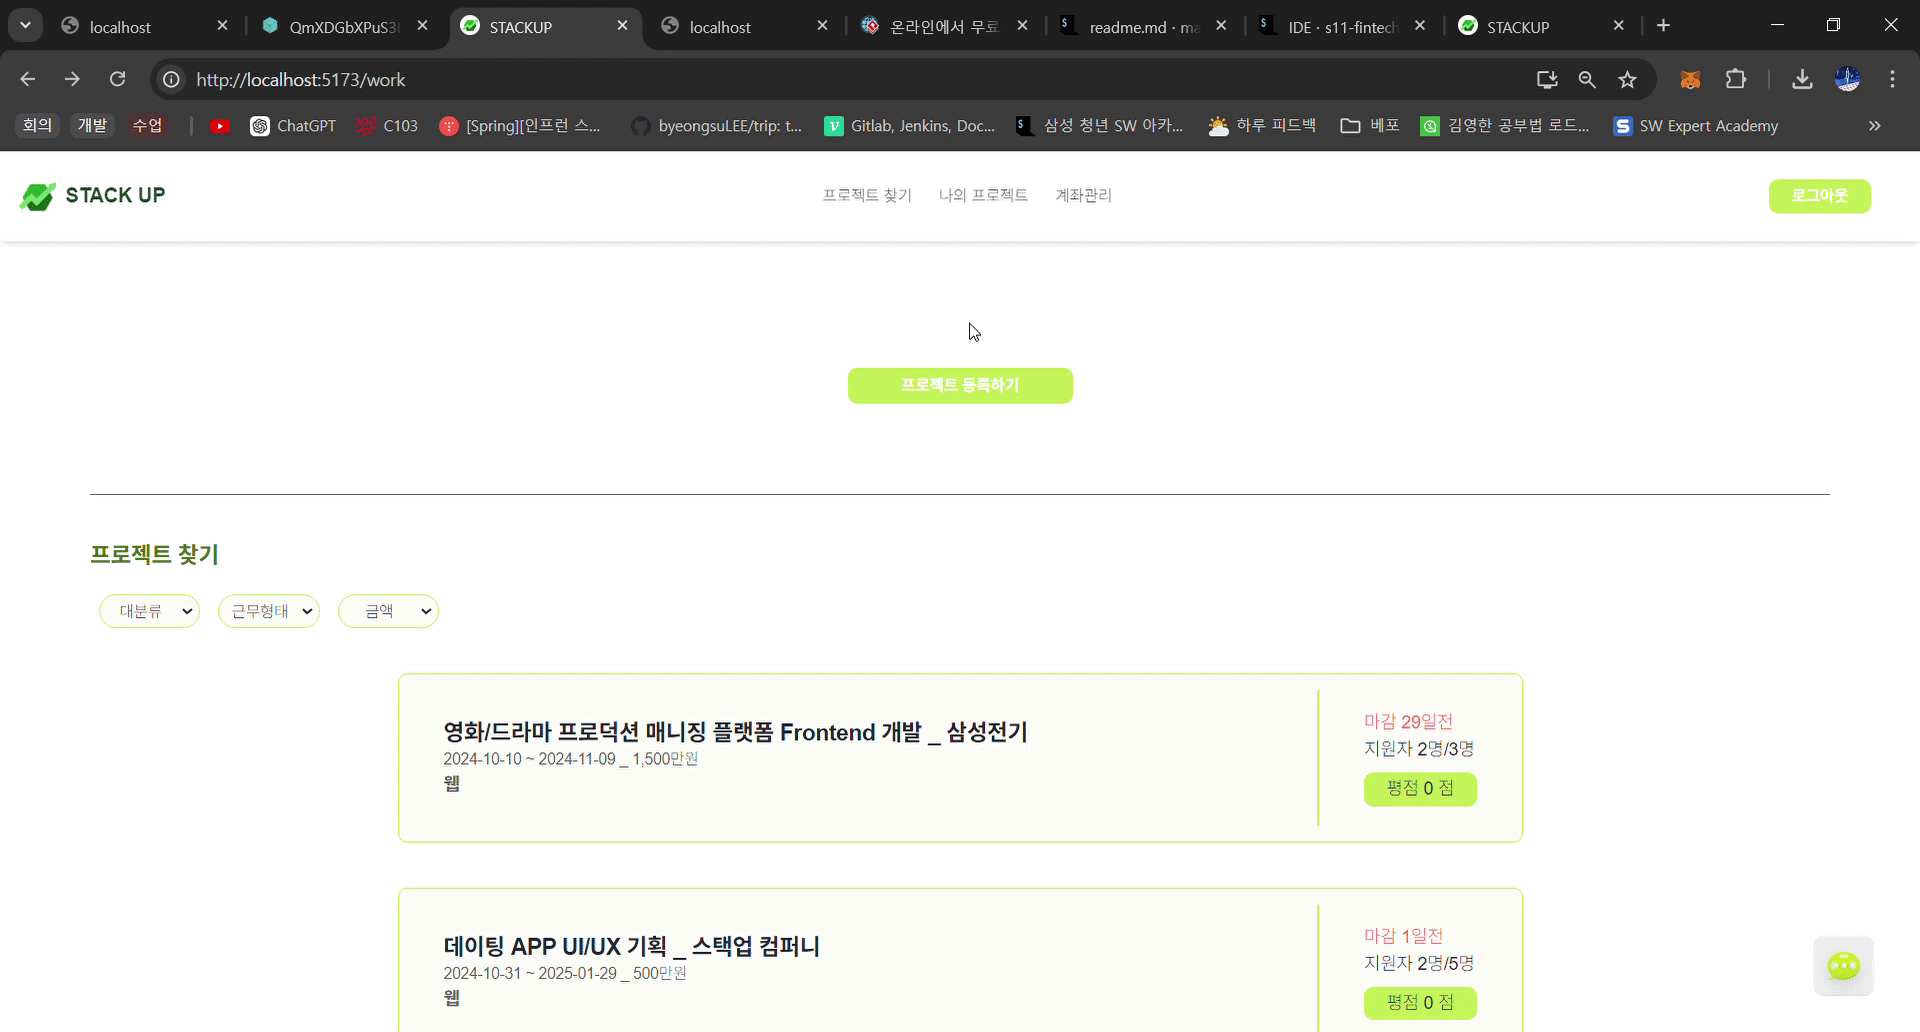 localhost
QmXDGbXPuS3
STACKUP
localhost
온라인에서 무료
readme.md · ma
IDE · s11-fintech
STACKUP
http://localhost:5173/work
회의
개발
수업
ChatGPT
C103
[Spring][인프런 스...
byeongsuLEE/trip: t...
Gitlab, Jenkins, Doc...
삼성 청년 SW 아카...
하루 피드백
베포
김영한 공부법 로드...
SW Expert Academy
STACK UP
프로젝트 찾기
나의 프로젝트
계좌관리
로그아웃
프로젝트 등록하기
프로젝트 찾기
대분류
근무형태
금액
영화/드라마 프로덕션 매니징 플랫폼 Frontend 개발 _ 삼성전기
2024-10-10 ~ 2024-11-09 _ 1,500만원
웹
마감 29일전
지원자 2명/3명
평점 0 점
데이팅 APP UI/UX 기획 _ 스택업 컴퍼니
2024-10-31 ~ 2025-01-29 _ 500만원
웹
마감 1일전
지원자 2명/5명
평점 0 점